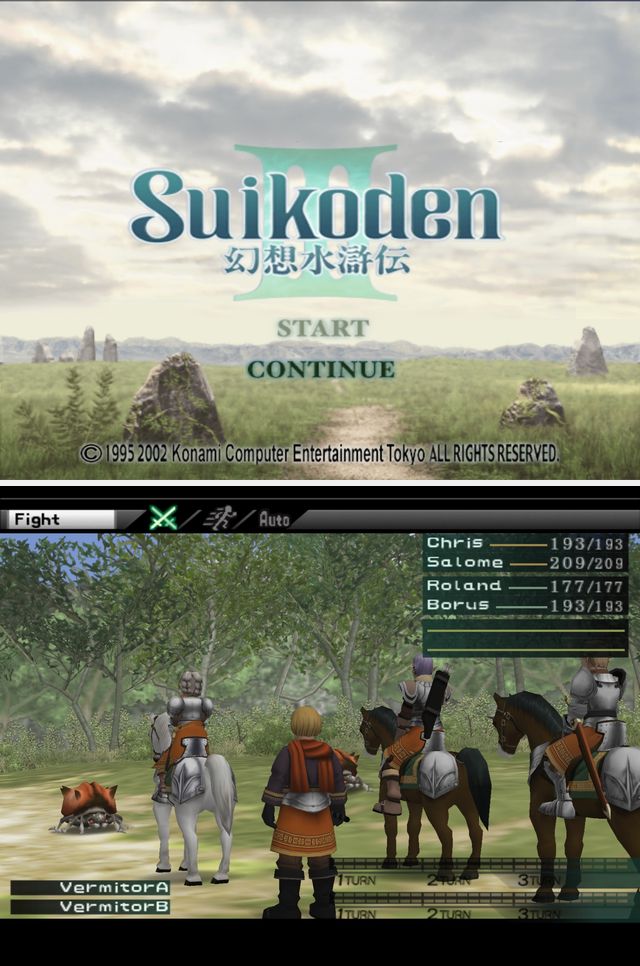 III
Suikoden
幻想水滸伝
START
CONTINUE
© 1995 2002 Konami Computer Entertainment Tokyo ALL RIGHTS RESERVED.
Fight Auto
Chris 193/193
Salome 209/209
Roland 177/177
Borus 193/193
VermitorA
VermitorB
1TURN 2TURN 3TURN
1TURN 2TURN 3TURN